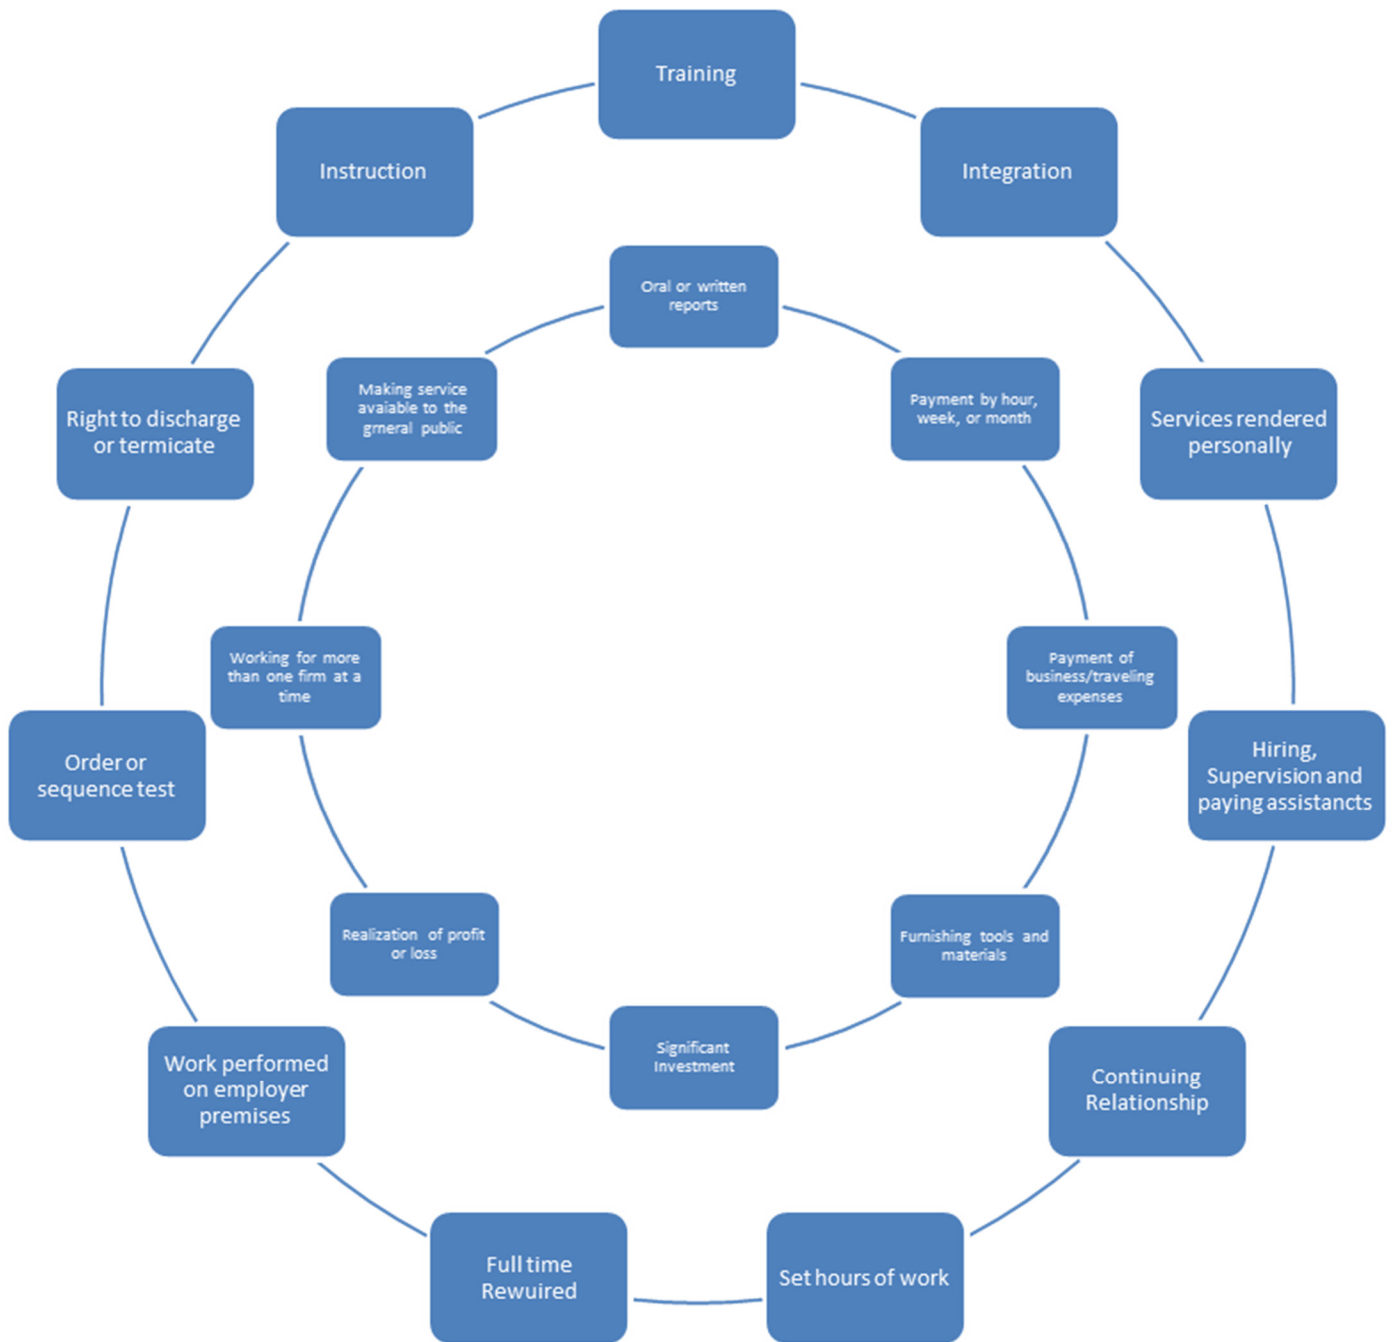 Training
Instruction
Integration
Oral or written
reports
Making service
avaiable to the
grneral public
Payment by hour,
week, or month
Right to discharge
or termicate
Services rendered
personally
Working for more
than one firm at a
time
Payment of
business/traveling
expenses
Order or
sequence test
Hiring,
Supervision and
paying assistancts
Realization of profit
or loss
Furnishing tools and
materials
Significant
Investment
Work performed
on employer
premises
Continuing
Relationship
Full time
Rewuired
Set hours of work